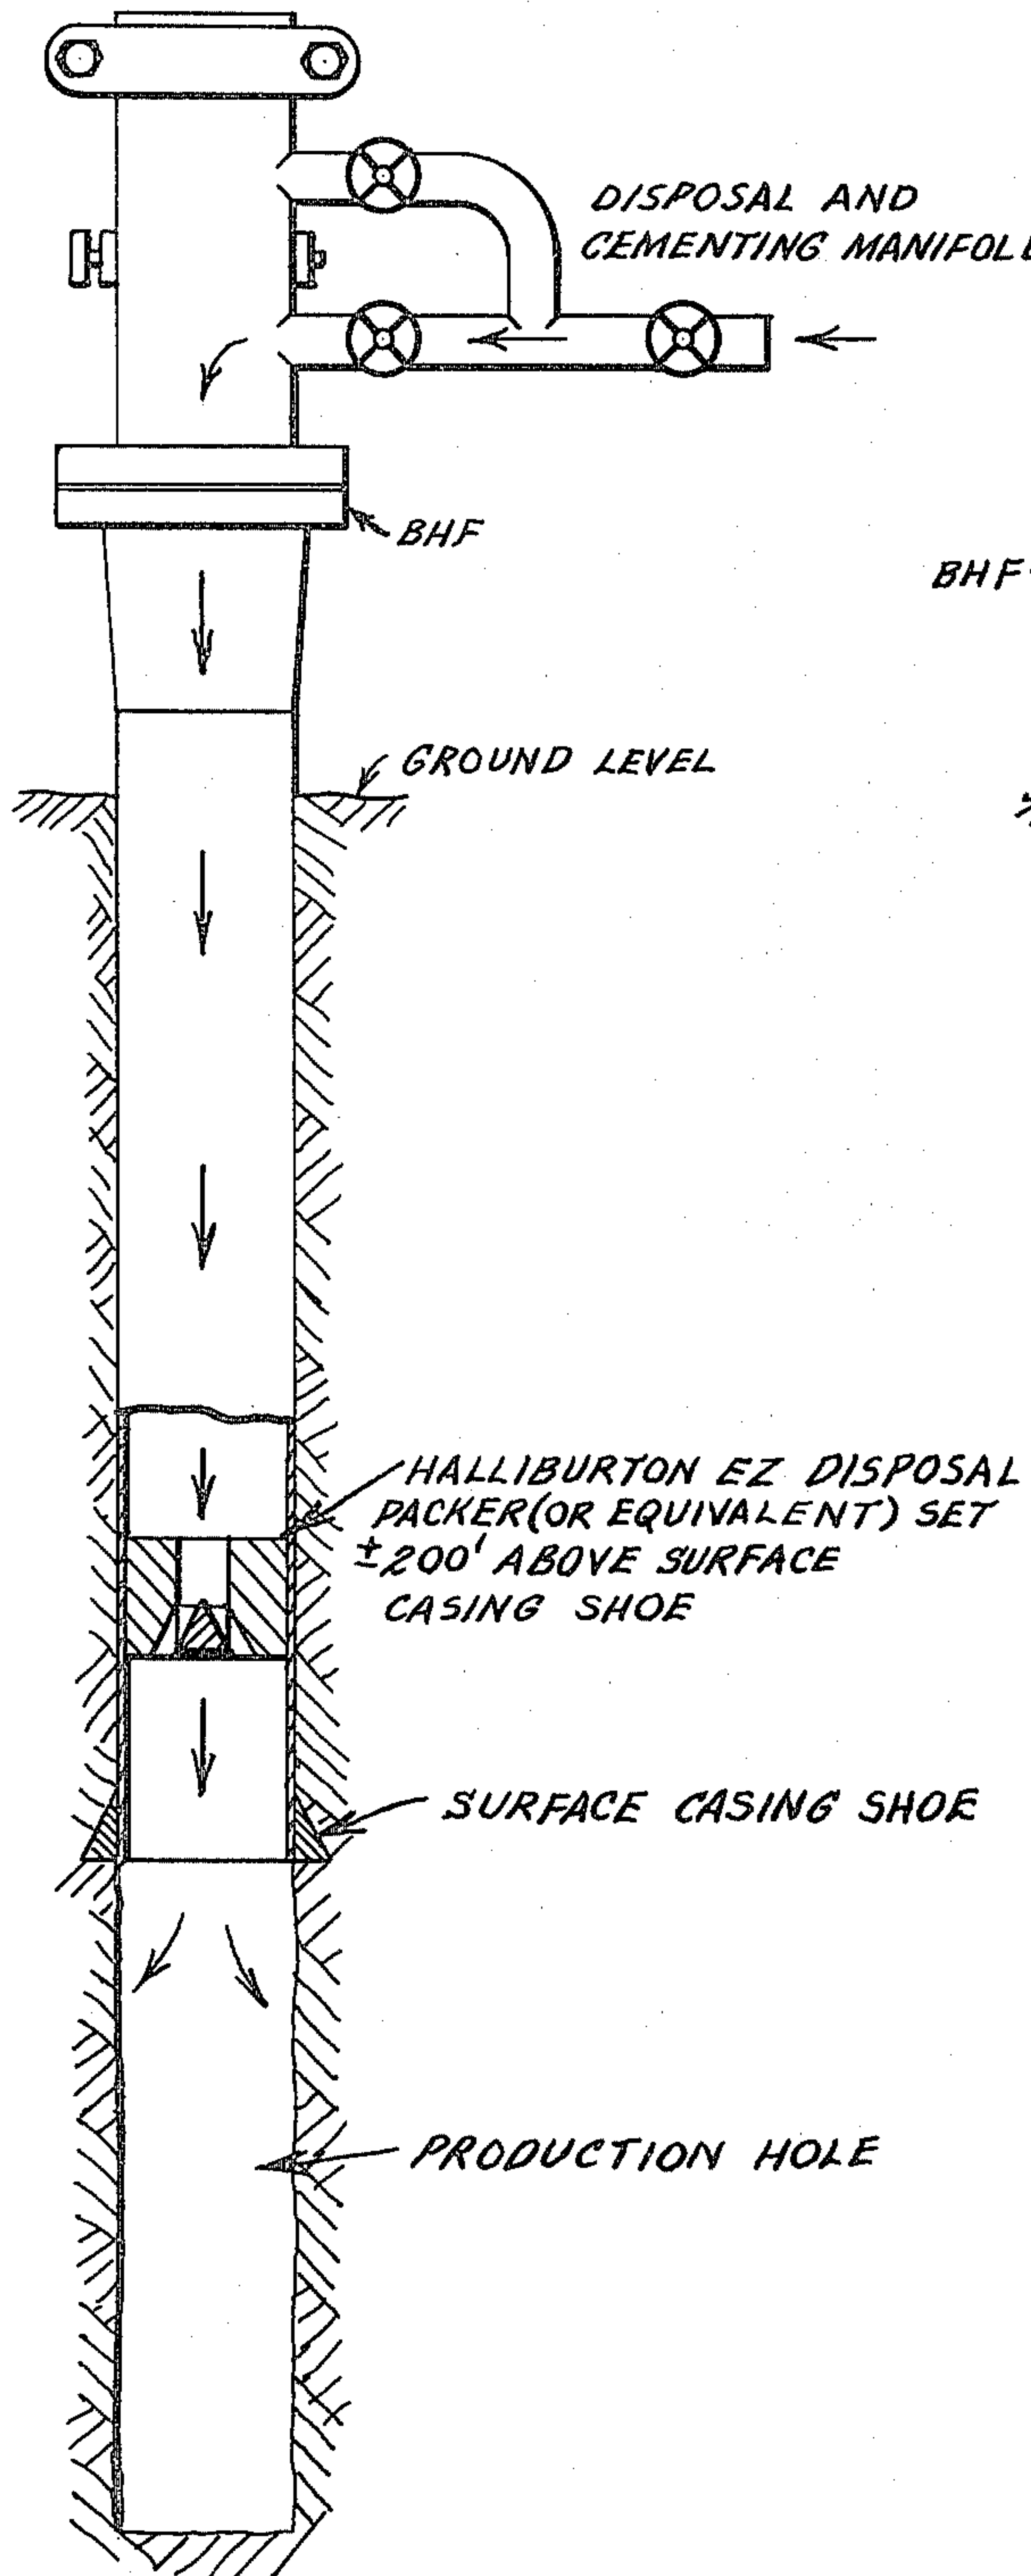 DISPOSAL AND
CEMENTING MANIFOLD
BHF
BHF
GROUND LEVEL
HALLIBURTON EZ DISPOSAL
PACKER (OR EQUIVALENT) SET
±200' ABOVE SURFACE
CASING SHOE
SURFACE CASING SHOE
PRODUCTION HOLE